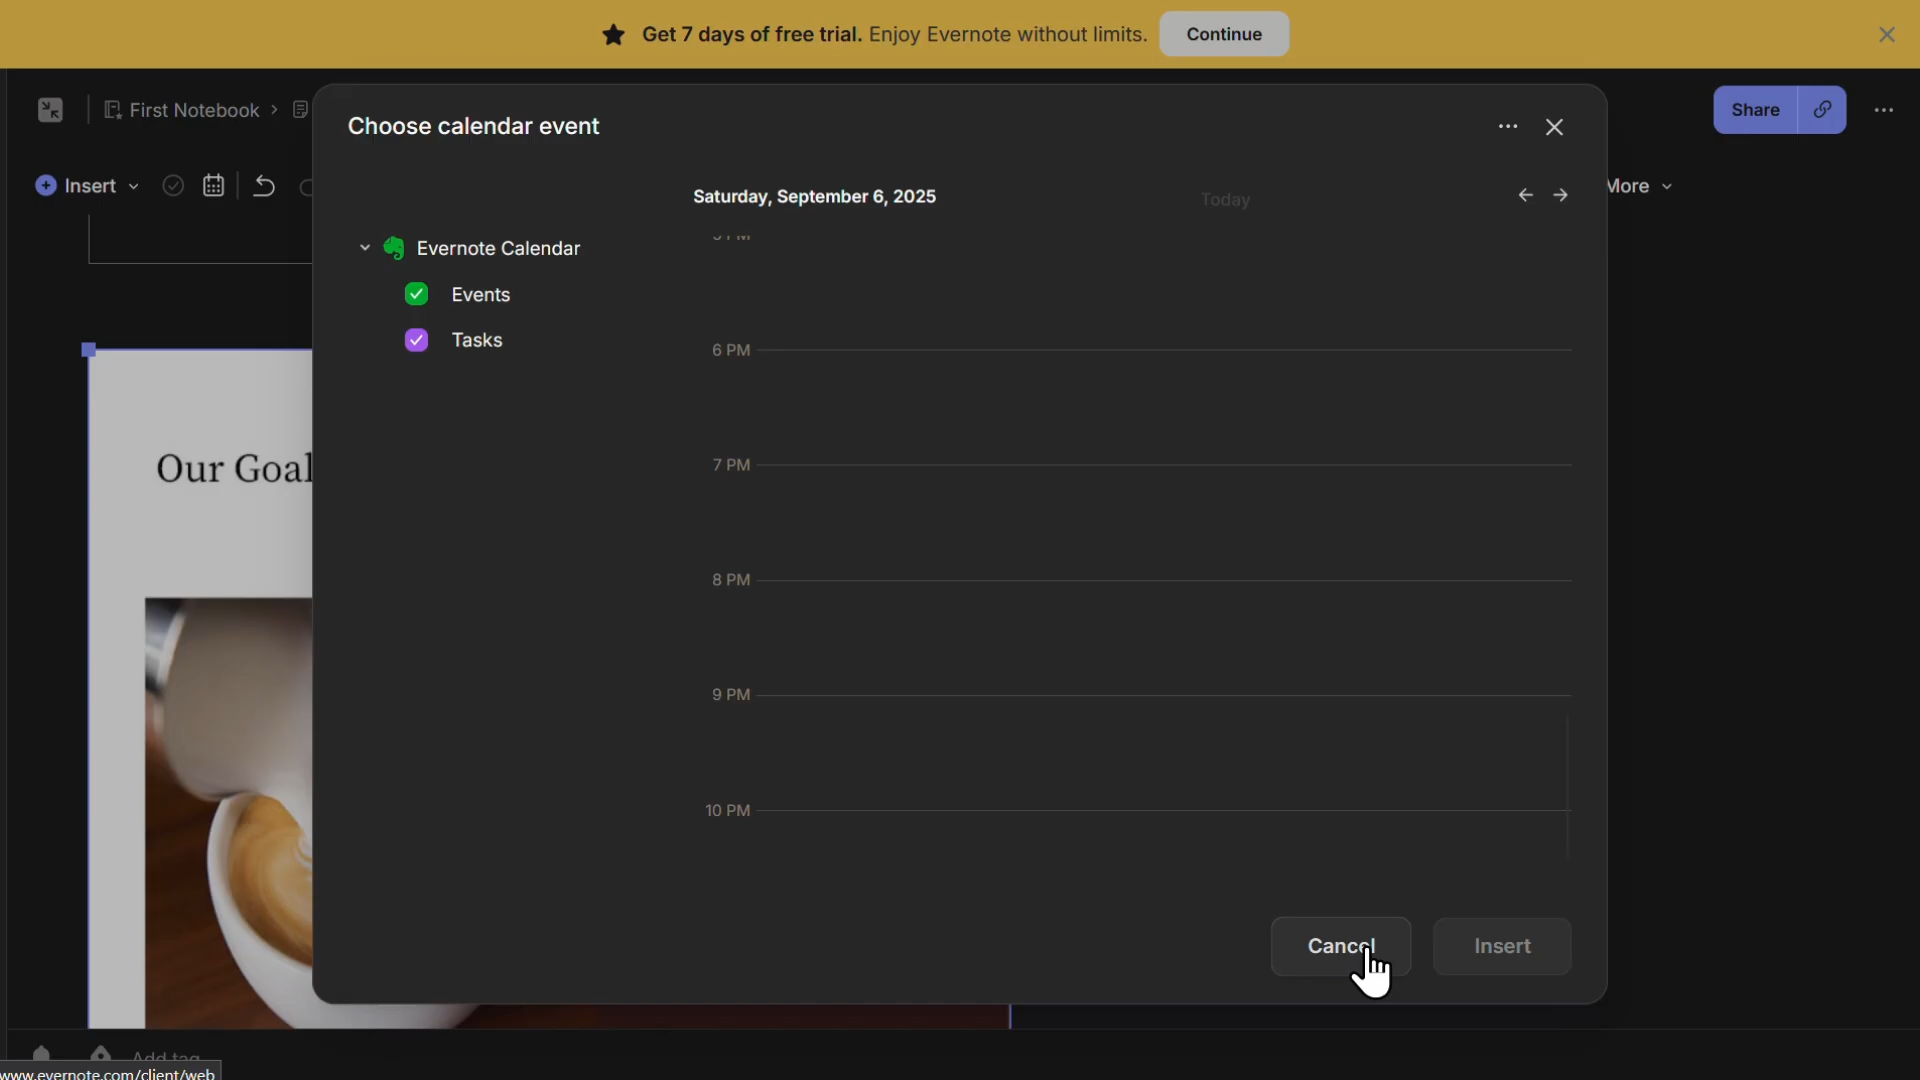 Get 7 days of free trial. Enjoy Evernote without limits. Continue
First Notebook
Choose calendar event
Share
Insert
More
Saturday, September 6, 2025
Today
Evernote Calendar
Events
Tasks
6 PM
7 PM
8 PM
9 PM
10 PM
Our Goal
Cancel
Insert
Add tag
www.evernote.com/client/web